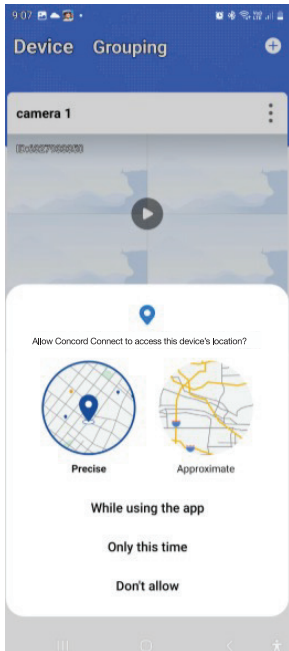 9:07
Device Grouping
camera 1
Allow Concord Connect to access this device's location?
Precise Approximate
While using the app
Only this time
Don't allow